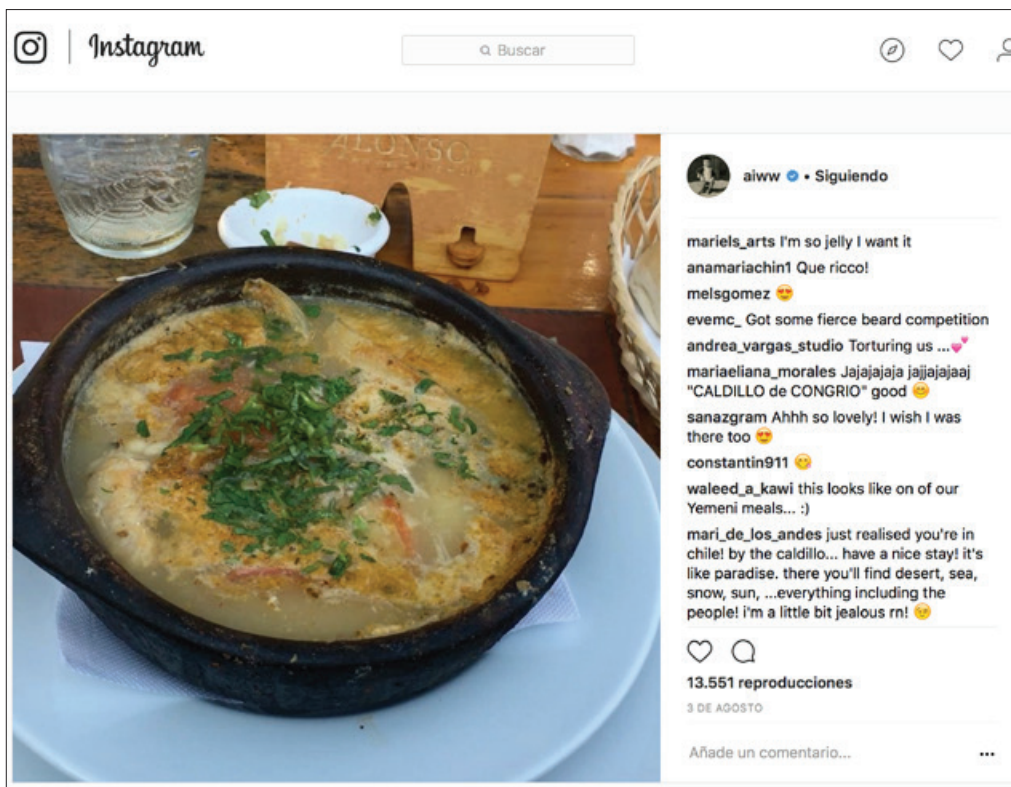 Instagram
Buscar
ALONSO
aiww • Siguiendo
mariels_arts I'm so jelly I want it
anamariachin1 Que ricco!
melsgomez 😍
evemc_ Got some fierce beard competition
andrea_vargas_studio Torturing us ...💕
mariaeliana_morales Jajajajaja jajjajajaaj
"CALDILLO de CONGRIO" good 😊
sanazgram Ahhh so lovely! I wish I was
there too 😍
constantin911 😋
waleed_a_kawi this looks like on of our
Yemeni meals... :)
mari_de_los_andes just realised you're in
chile! by the caldillo... have a nice stay! it's
like paradise. there you'll find desert, sea,
snow, sun, ...everything including the
people! i'm a little bit jealous rn! 😉
13.551 reproducciones
3 DE AGOSTO
Añade un comentario...